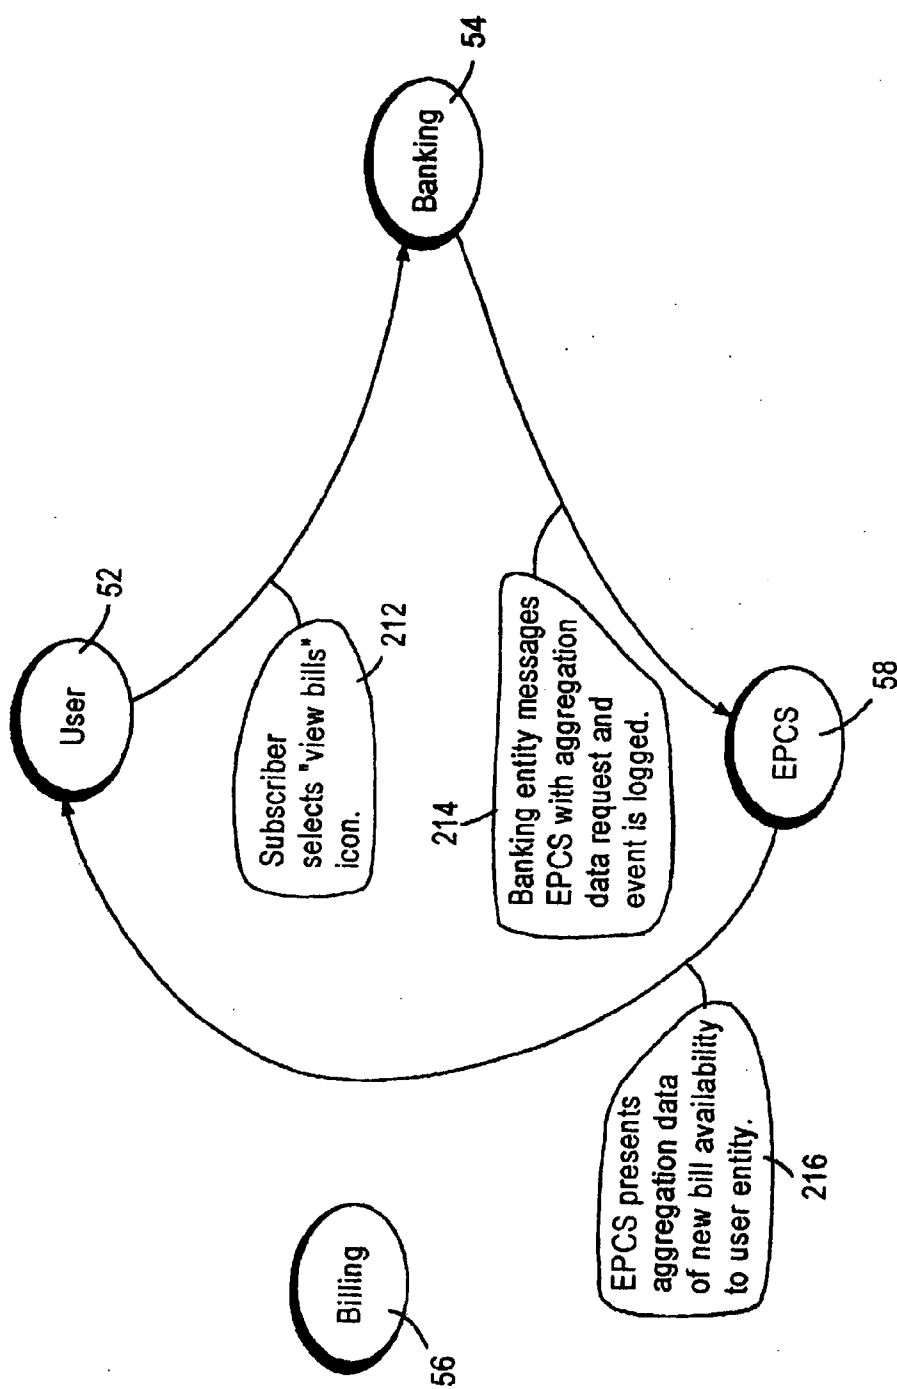 User
52
Banking
54
Subscriber
selects "view bills"
icon.
212
214
Banking entity messages
EPCS with aggregation
data request and
event is logged.
EPCS
58
Billing
56
EPCS presents
aggregation data
of new bill availability
to user entity.
216